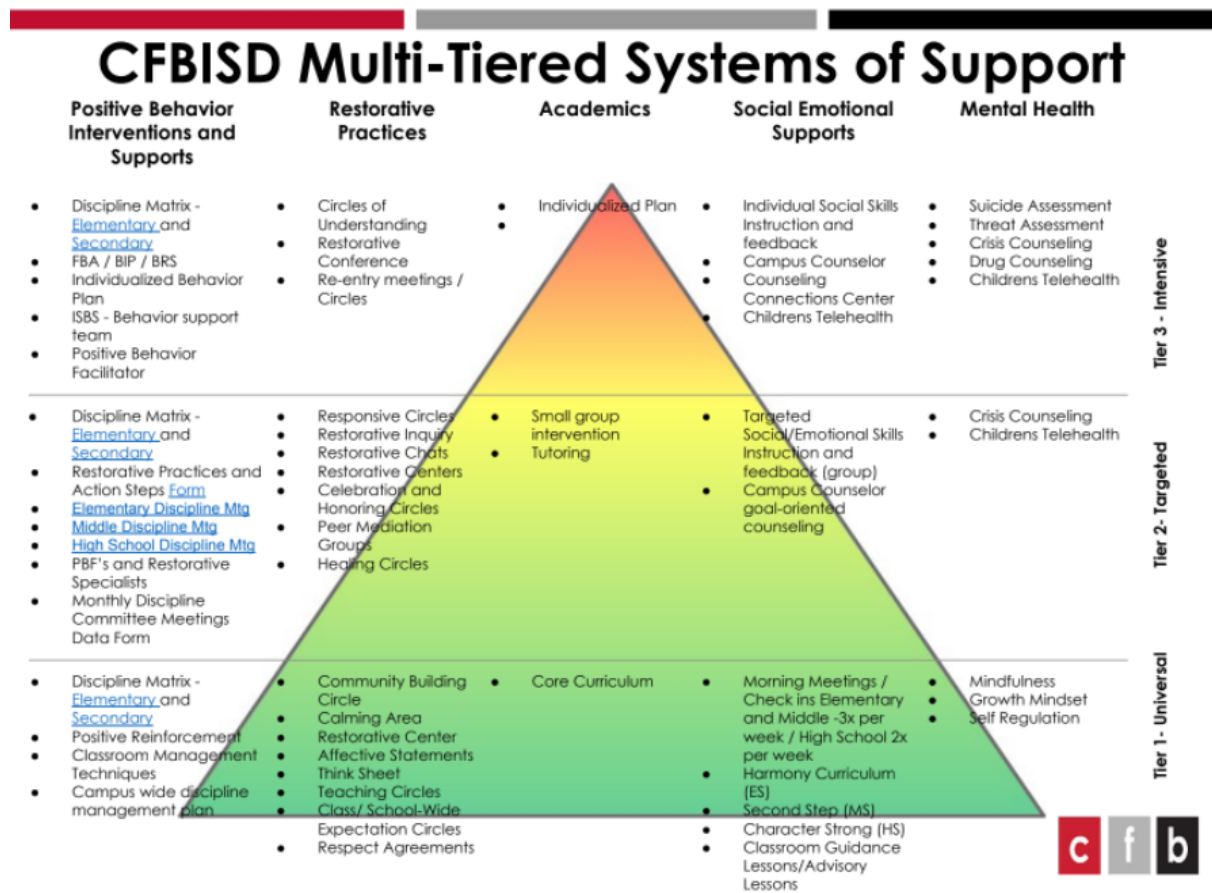 CFBISD Multi-Tiered Systems of Support
Positive Behavior
Interventions and
Supports
Restorative
Practices
Academics
Social Emotional
Supports
Mental Health
● Discipline Matrix -
Elementary and
Secondary
● FBA / BIP / BRS
● Individualized Behavior
Plan
● ISBS - Behavior support
team
● Positive Behavior
Facilitator
● Circles of
Understanding
● Restorative
Conference
● Re-entry meetings /
Circles
● Individualized Plan
●
● Individual Social Skills
Instruction and
feedback
● Campus Counselor
● Counseling
Connections Center
● Childrens Telehealth
● Suicide Assessment
● Threat Assessment
● Crisis Counseling
● Drug Counseling
● Childrens Telehealth
Tier 3 - Intensive
● Discipline Matrix -
Elementary and
Secondary
● Restorative Practices and
Action Steps Form
● Elementary Discipline Mtg
● Middle Discipline Mtg
● High School Discipline Mtg
● PBF's and Restorative
Specialists
● Monthly Discipline
Committee Meetings
Data Form
● Responsive Circles
● Restorative Inquiry
● Restorative Chats
● Restorative Centers
● Celebration and
Honoring Circles
● Peer Mediation
Groups
● Healing Circles
● Small group
intervention
● Tutoring
● Targeted
Social/Emotional Skills
Instruction and
feedback (group)
● Campus Counselor
goal-oriented
counseling
● Crisis Counseling
● Childrens Telehealth
Tier 2- Targeted
● Discipline Matrix -
Elementary and
Secondary
● Positive Reinforcement
● Classroom Management
Techniques
● Campus wide discipline
management plan
● Community Building
Circle
● Calming Area
● Restorative Center
● Affective Statements
● Think Sheet
● Teaching Circles
● Class/ School-Wide
Expectation Circles
● Respect Agreements
● Core Curriculum
● Morning Meetings /
Check ins Elementary
and Middle -3x per
week / High School 2x
per week
● Harmony Curriculum
(ES)
● Second Step (MS)
● Character Strong (HS)
● Classroom Guidance
Lessons/Advisory
Lessons
● Mindfulness
● Growth Mindset
● Self Regulation
Tier 1- Universal
c f b